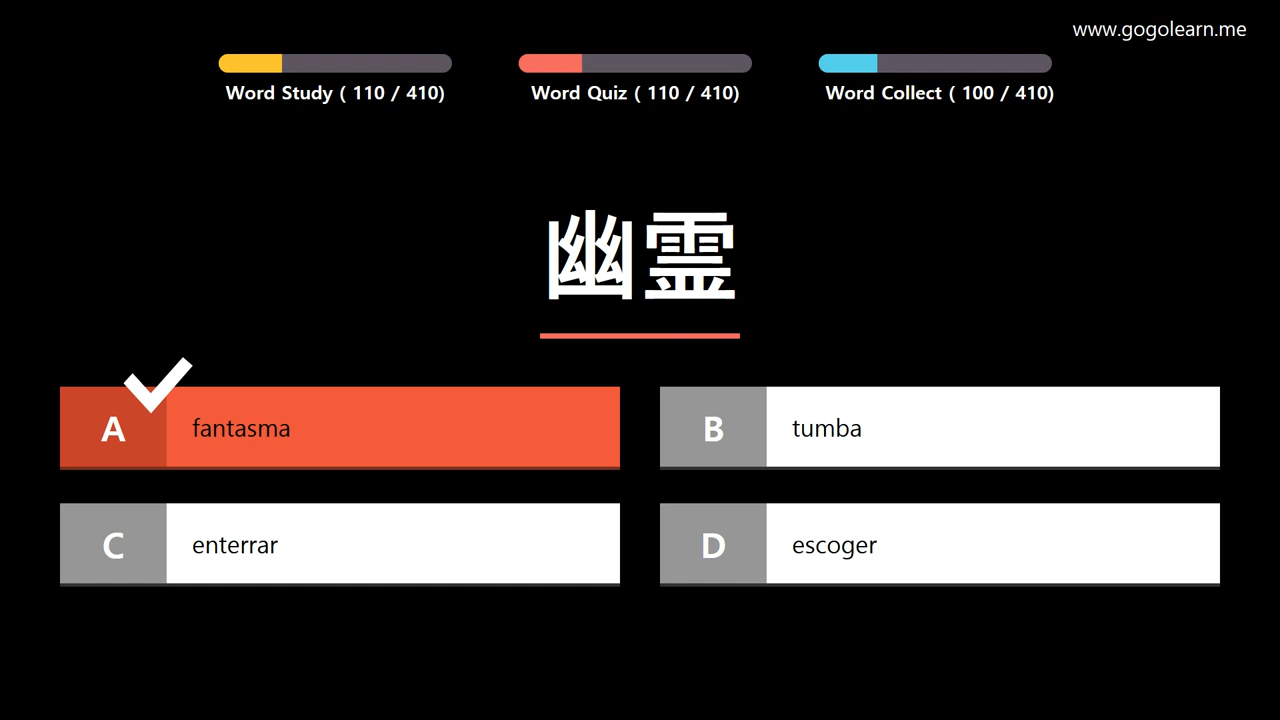 www.gogolearn.me
Word Study ( 110 / 410)
Word Quiz ( 110 / 410)
Word Collect ( 100 / 410)
幽霊
A fantasma
B tumba
C enterrar
D escoger